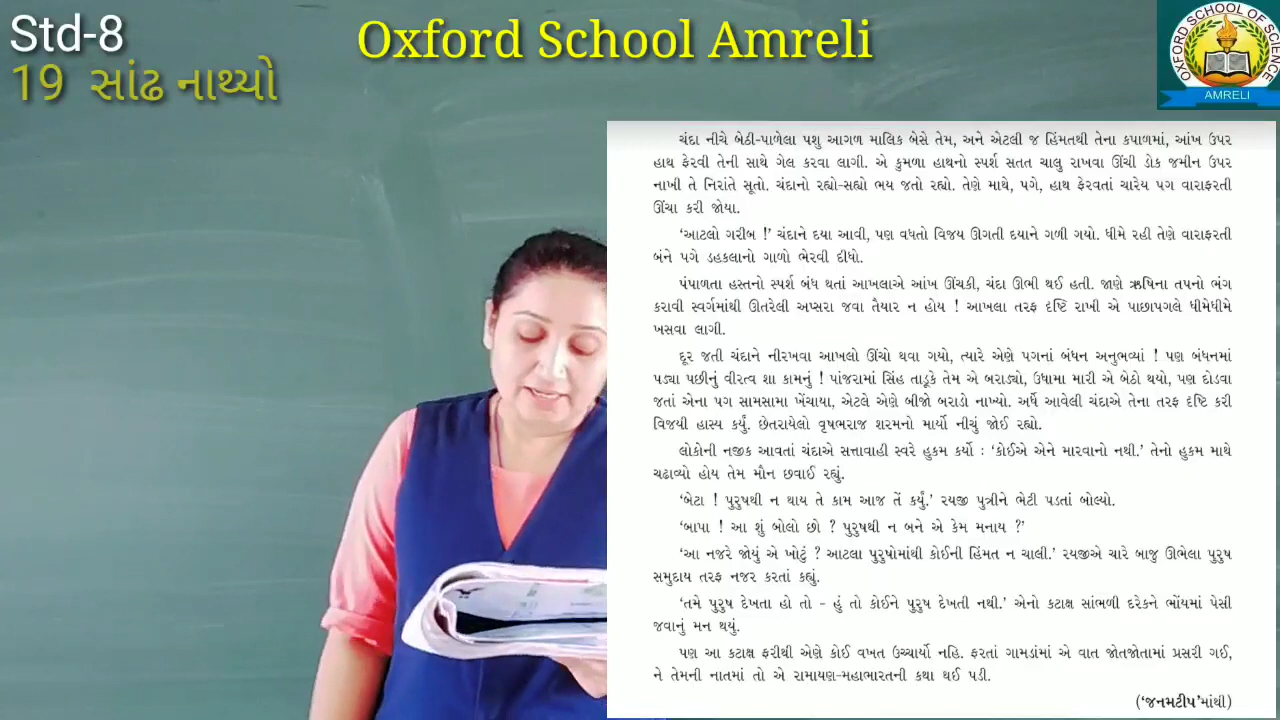 Std-8
Oxford School Amreli
19 સાંઢ નાથ્યો
OXFORD SCHOOL OF SCIENCE
AMRELI
ચંદા નીચે બેઠી-પાળેલા પશુ આગળ માલિક બેસે તેમ, અને એટલી જ હિંમતથી તેના કપાળમાં, આંખ ઉપર
હાથ ફેરવી તેની સાથે ગેલ કરવા લાગી. એ કુમળા હાથનો સ્પર્શ સતત ચાલુ રાખવા ઊંચી ડોક જમીન ઉપર
નાખી તે નિરાંતે સૂતો. ચંદાનો રહ્યો-સહ્યો ભય જતો રહ્યો. તેણે માથે, પગે, હાથ ફેરવતાં ચારેય પગ વારાફરતી
ઊંચા કરી જોયા.
‘આટલો ગરીબ !’ ચંદાને દયા આવી, પણ વધતો વિજય ઊગતી દયાને ગળી ગયો. ધીમે રહી તેણે વારાફરતી
બંને પગે ડહકલાનો ગાળો ભેરવી દીધો.
પંપાળતા હસ્તનો સ્પર્શ બંધ થતાં આખલાએ આંખ ઊંચકી, ચંદા ઊભી થઈ હતી. જાણે ઋષિના તપનો ભંગ
કરાવી સ્વર્ગમાંથી ઊતરેલી અપ્સરા જવા તૈયાર ન હોય ! આખલા તરફ દૃષ્ટિ રાખી એ પાછાપગલે ધીમેધીમે
ખસવા લાગી.
દૂર જતી ચંદાને નીરખવા આખલો ઊંચો થવા ગયો, ત્યારે એણે પગનાં બંધન અનુભવ્યાં ! પણ બંધનમાં
પડ્યા પછીનું વીરત્વ શા કામનું ! પાંજરામાં સિંહ તાડૂકે તેમ એ બરાડ્યો, ઉધામા મારી એ બેઠો થયો, પણ દોડવા
જતાં એના પગ સામસામા ખેંચાયા, એટલે એણે બીજો બરાડો નાખ્યો. અર્ધે આવેલી ચંદાએ તેના તરફ દૃષ્ટિ કરી
વિજયી હાસ્ય કર્યું. છેતરાયેલો વૃષભરાજ શરમનો માર્યો નીચું જોઈ રહ્યો.
લોકોની નજીક આવતાં ચંદાએ સત્તાવાહી સ્વરે હુકમ કર્યો : ‘કોઈએ એને મારવાનો નથી.’ તેનો હુકમ માથે
ચઢાવ્યો હોય તેમ મૌન છવાઈ રહ્યું.
‘બેટા ! પુરુષથી ન થાય તે કામ આજ તેં કર્યું.’ રયજી પુત્રીને ભેટી પડતાં બોલ્યો.
‘બાપા ! આ શું બોલો છો ? પુરુષથી ન બને એ કેમ મનાય ?’
‘આ નજરે જોયું એ ખોટું ? આટલા પુરુષોમાંથી કોઈની હિંમત ન ચાલી.’ રયજીએ ચારે બાજુ ઊભેલા પુરુષ
સમુદાય તરફ નજર કરતાં કહ્યું.
‘તમે પુરુષ દેખતા હો તો – હું તો કોઈને પુરુષ દેખતી નથી.’ એનો કટાક્ષ સાંભળી દરેકને ભોંયમાં પેસી
જવાનું મન થયું.
પણ આ કટાક્ષ ફરીથી એણે કોઈ વખત ઉચ્ચાર્યો નહિ. ફરતાં ગામડાંમાં એ વાત જોતજોતામાં પ્રસરી ગઈ,
ને તેમની નાતમાં તો એ રામાયણ-મહાભારતની કથા થઈ પડી.
(‘જનમટીપ’માંથી)